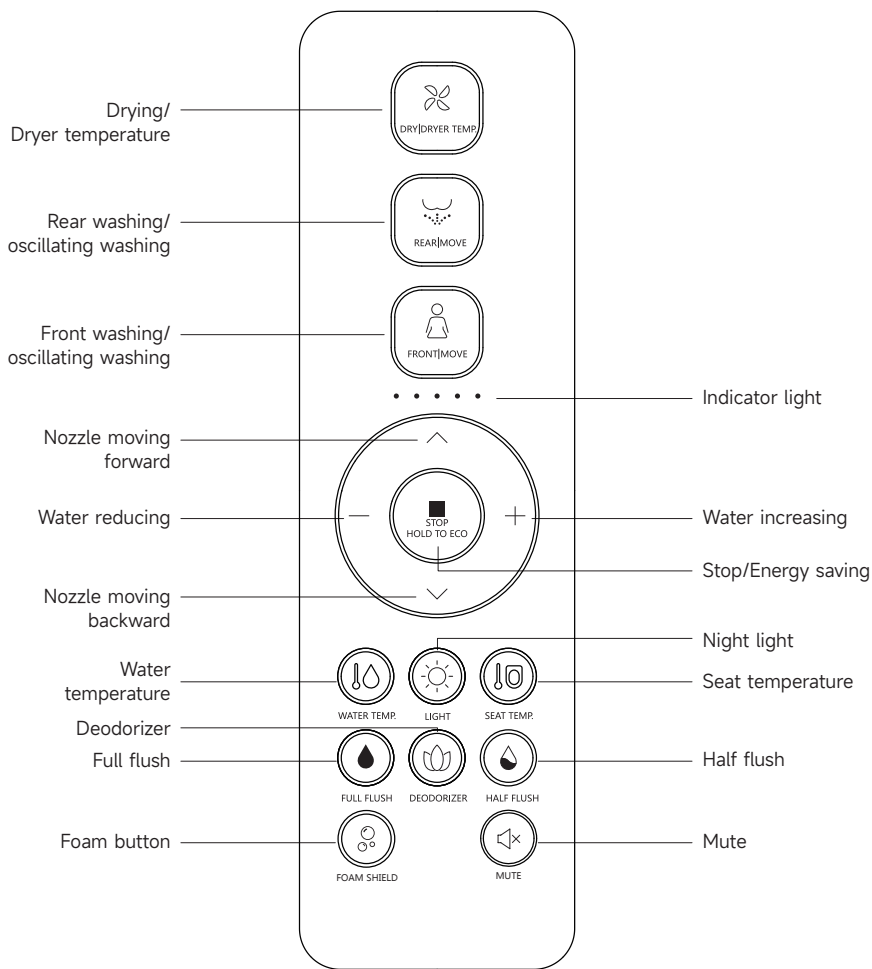 Drying/
Dryer temperature
DRY|DRYER TEMP.
Rear washing/
oscillating washing
REAR|MOVE
Front washing/
oscillating washing
FRONT|MOVE
Indicator light
Nozzle moving
forward
Water reducing
STOP
HOLD TO ECO
Water increasing
Stop/Energy saving
Nozzle moving
backward
Night light
Water
temperature
Seat temperature
WATER TEMP.
LIGHT
SEAT TEMP.
Deodorizer
Full flush
Half flush
FULL FLUSH
DEODORIZER
HALF FLUSH
Foam button
Mute
FOAM SHIELD
MUTE